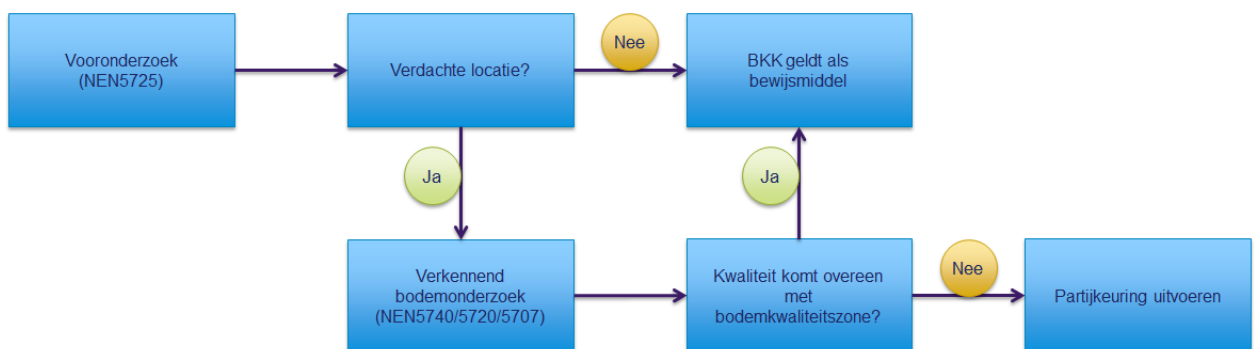 Vooronderzoek
(NEN5725)
Verdachte locatie?
Nee
BKK geldt als
bewijsmiddel
Ja
Ja
Verkennend
bodemonderzoek
(NEN5740/5720/5707)
Kwaliteit komt overeen
met
bodemkwaliteitszone?
Nee
Partijkeuring uitvoeren